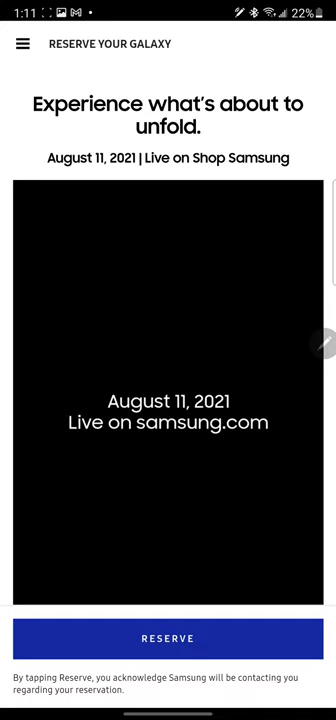 1:11
22%
RESERVE YOUR GALAXY
Experience what's about to
unfold.
August 11, 2021 | Live on Shop Samsung
August 11, 2021
Live on samsung.com
RESERVE
By tapping Reserve, you acknowledge Samsung will be contacting you
regarding your reservation.